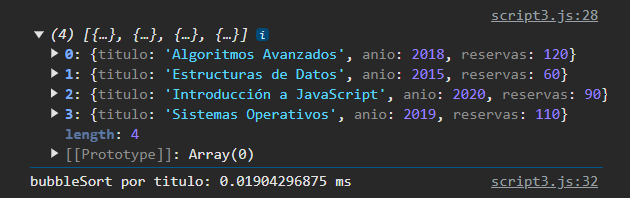 script3.js:28
(4) [{…}, {…}, {…}, {…}] i
0: {titulo: 'Algoritmos Avanzados', anio: 2018, reservas: 120}
1: {titulo: 'Estructuras de Datos', anio: 2015, reservas: 60}
2: {titulo: 'Introducción a JavaScript', anio: 2020, reservas: 90}
3: {titulo: 'Sistemas Operativos', anio: 2019, reservas: 110}
length: 4
[[Prototype]]: Array(0)
bubbleSort por titulo: 0.01904296875 ms script3.js:32